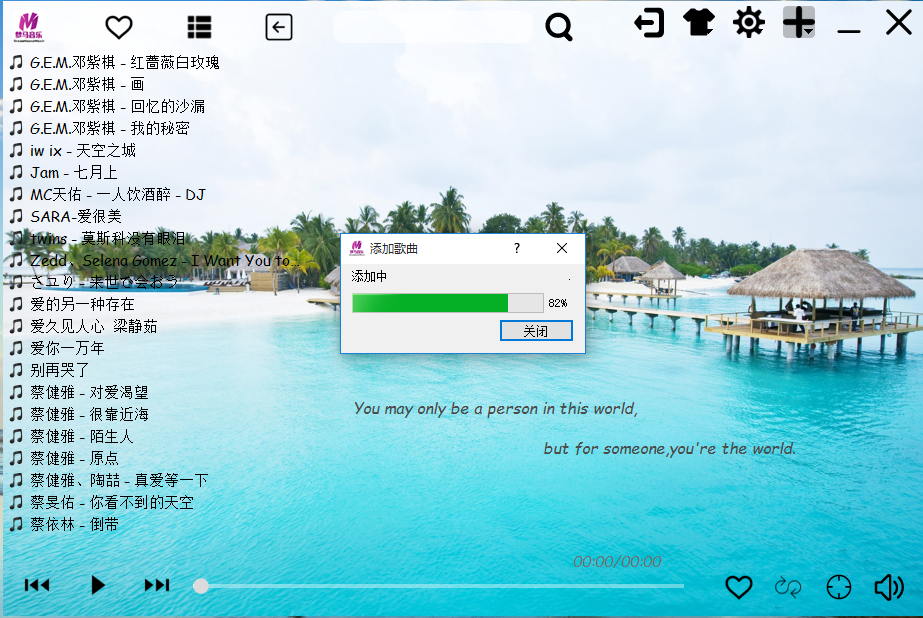 梦马音乐
G.E.M.邓紫棋 - 红蔷薇白玫瑰
G.E.M.邓紫棋 - 画
G.E.M.邓紫棋 - 回忆的沙漏
G.E.M.邓紫棋 - 我的秘密
iw ix - 天空之城
Jam - 七月上
MC天佑 - 一人饮酒醉 - DJ
SARA-爱很美
twins - 莫斯科没有眼泪
Zedd、Selena Gomez - I Want You to...
さユり - 来世で会おう
爱的另一种存在
爱久见人心 梁静茹
爱你一万年
别再哭了
蔡健雅 - 对爱渴望
蔡健雅 - 很靠近海
蔡健雅 - 陌生人
蔡健雅 - 原点
蔡健雅、陶喆 - 真爱等一下
蔡旻佑 - 你看不到的天空
蔡依林 - 倒带
添加歌曲
?
添加中 .
82%
关闭
You may only be a person in this world,
but for someone,you're the world.
00:00/00:00